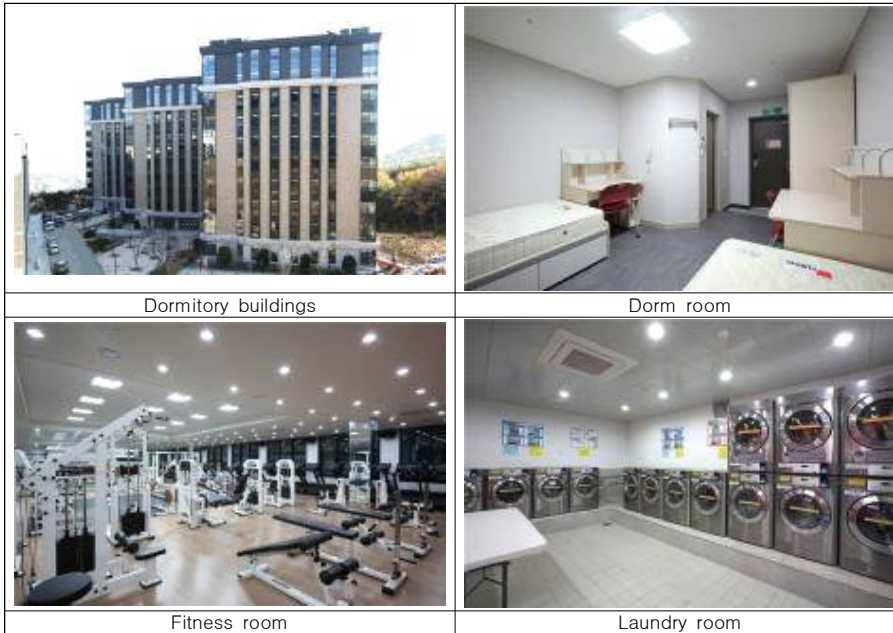 Dormitory buildings
Dorm room
Fitness room
Laundry room